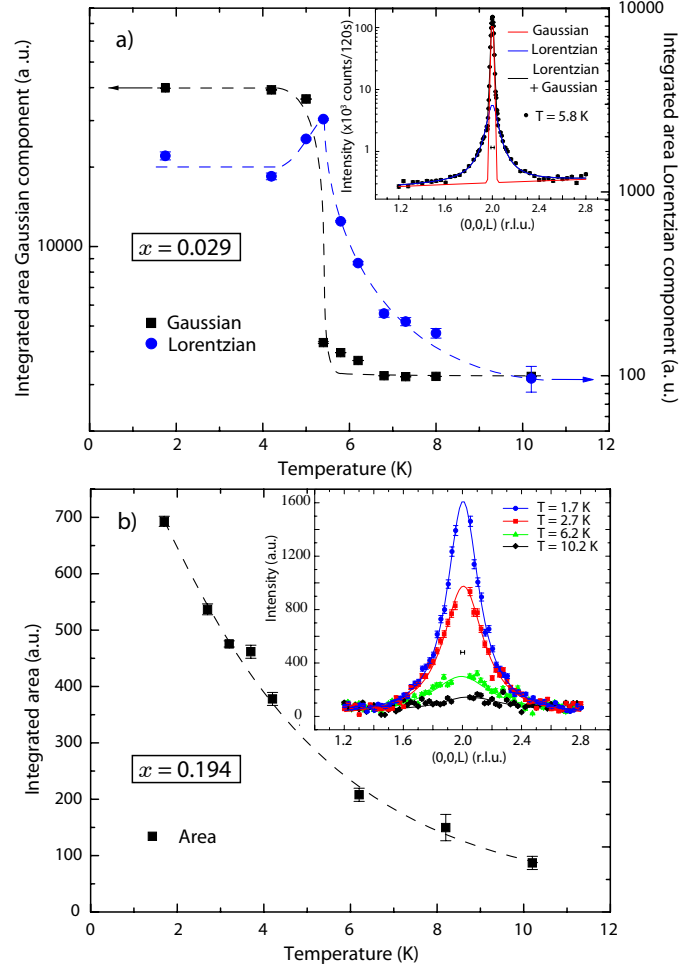 a)
Integrated area Gaussian component (a .u.)
10000
Integrated area Lorentzian component (a. u.)
10000
1000
100
x = 0.029
Gaussian
Lorentzian
0 2 4 6 8 10 12
Temperature (K)
Intensity (x10³ counts/120s)
100
10
1
Gaussian
Lorentzian
Lorentzian
+ Gaussian
T = 5.8 K
1.2 1.6 2.0 2.4 2.8
(0,0,L) (r.l.u.)
b)
Integrated area (a.u.)
700
600
500
400
300
200
100
0
x = 0.194
Area
0 2 4 6 8 10 12
Temperature (K)
Intensity (a.u.)
1600
1200
800
400
0
T = 1.7 K
T = 2.7 K
T = 6.2 K
T = 10.2 K
1.2 1.6 2.0 2.4 2.8
(0,0,L) (r.l.u.)